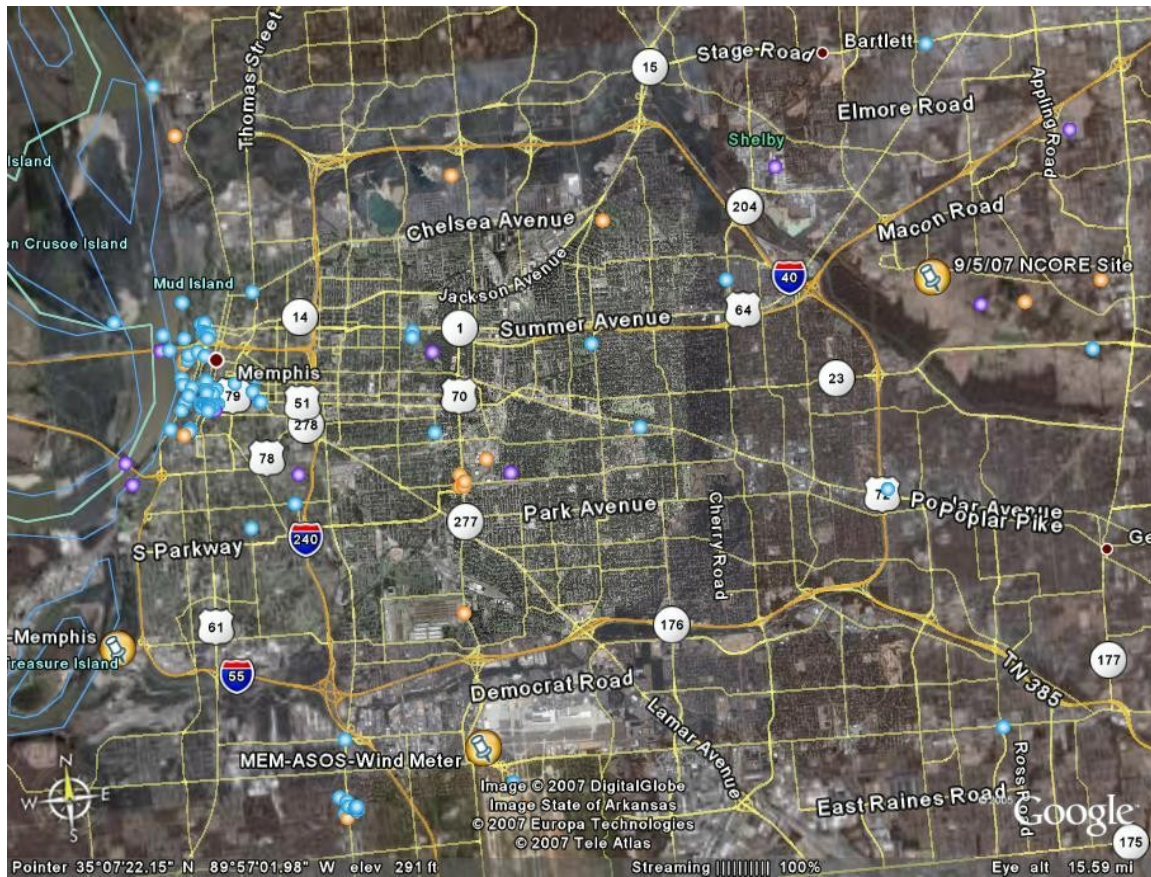 Thomas Street
15
Stage Road
Bartlett
Elmore Road
Appling Road
Shelby
Island
Chelsea Avenue
204
Macon Road
on Crusoe Island
Mud Island
Jackson Avenue
40
9/5/07 NCORE Site
14
1
Summer Avenue
64
Memphis
79
51
70
23
278
78
72
Poplar Avenue
Poplar Pike
Park Avenue
277
Cherry Road
S Parkway
240
Ge
61
176
-Memphis
Treasure Island
55
177
TN 385
Democrat Road
Lamar Avenue
MEM-ASOS-Wind Meter
N
W E
S
Image © 2007 DigitalGlobe
Image State of Arkansas
© 2007 Europa Technologies
© 2007 Tele Atlas
East Raines Road
Ross Road
Google
175
Pointer 35°07'22.15" N 89°57'01.98" W elev 291 ft
Streaming |||||||||| 100%
Eye alt 15.59 mi